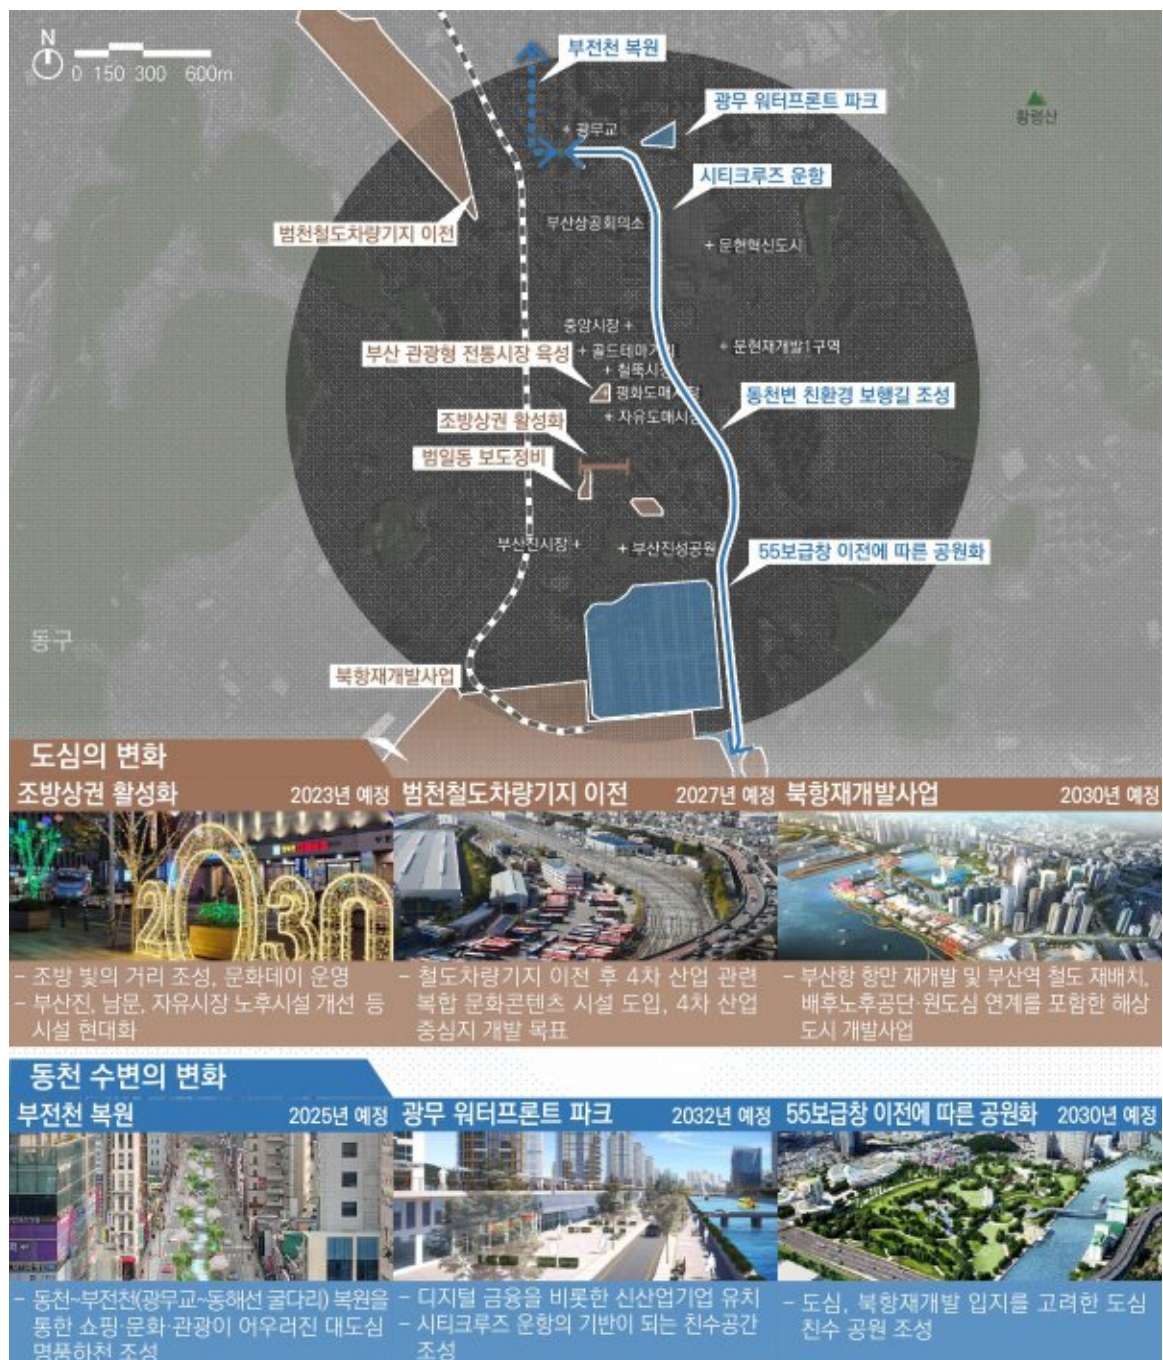 N
0 150 300 600m
부전천 복원
광무 워터프론트 파크
황령산
+ 광무교
시티크루즈 운항
부산상공회의소
범천철도차량기지 이전
+ 문현혁신도시
중앙시장 +
부산 관광형 전통시장 육성
+ 골드테마거리
+ 문현재개발1구역
+ 철뚝시장
+ 평화도매시장
동천변 친환경 보행길 조성
조방상권 활성화
+ 자유도매시장
범일동 보도정비
부산진시장 +
+ 부산진성공원
55보급창 이전에 따른 공원화
동구
북항재개발사업
도심의 변화
조방상권 활성화 2023년 예정
범천철도차량기지 이전 2027년 예정
북항재개발사업 2030년 예정
2030
- 조방 빛의 거리 조성, 문화데이 운영
- 부산진, 남문, 자유시장 노후시설 개선 등
시설 현대화
- 철도차량기지 이전 후 4차 산업 관련
복합 문화콘텐츠 시설 도입, 4차 산업
중심지 개발 목표
- 부산항 항만 재개발 및 부산역 철도 재배치,
배후노후공단·원도심 연계를 포함한 해상
도시 개발사업
동천 수변의 변화
부전천 복원 2025년 예정
광무 워터프론트 파크 2032년 예정
55보급창 이전에 따른 공원화 2030년 예정
- 동천~부전천(광무교~동해선 굴다리) 복원을
통한 쇼핑·문화·관광이 어우러진 대도심
명품하천 조성
- 디지털 금융을 비롯한 신산업기업 유치
- 시티크루즈 운항의 기반이 되는 친수공간
조성
- 도심, 북항재개발 입지를 고려한 도심
친수 공원 조성